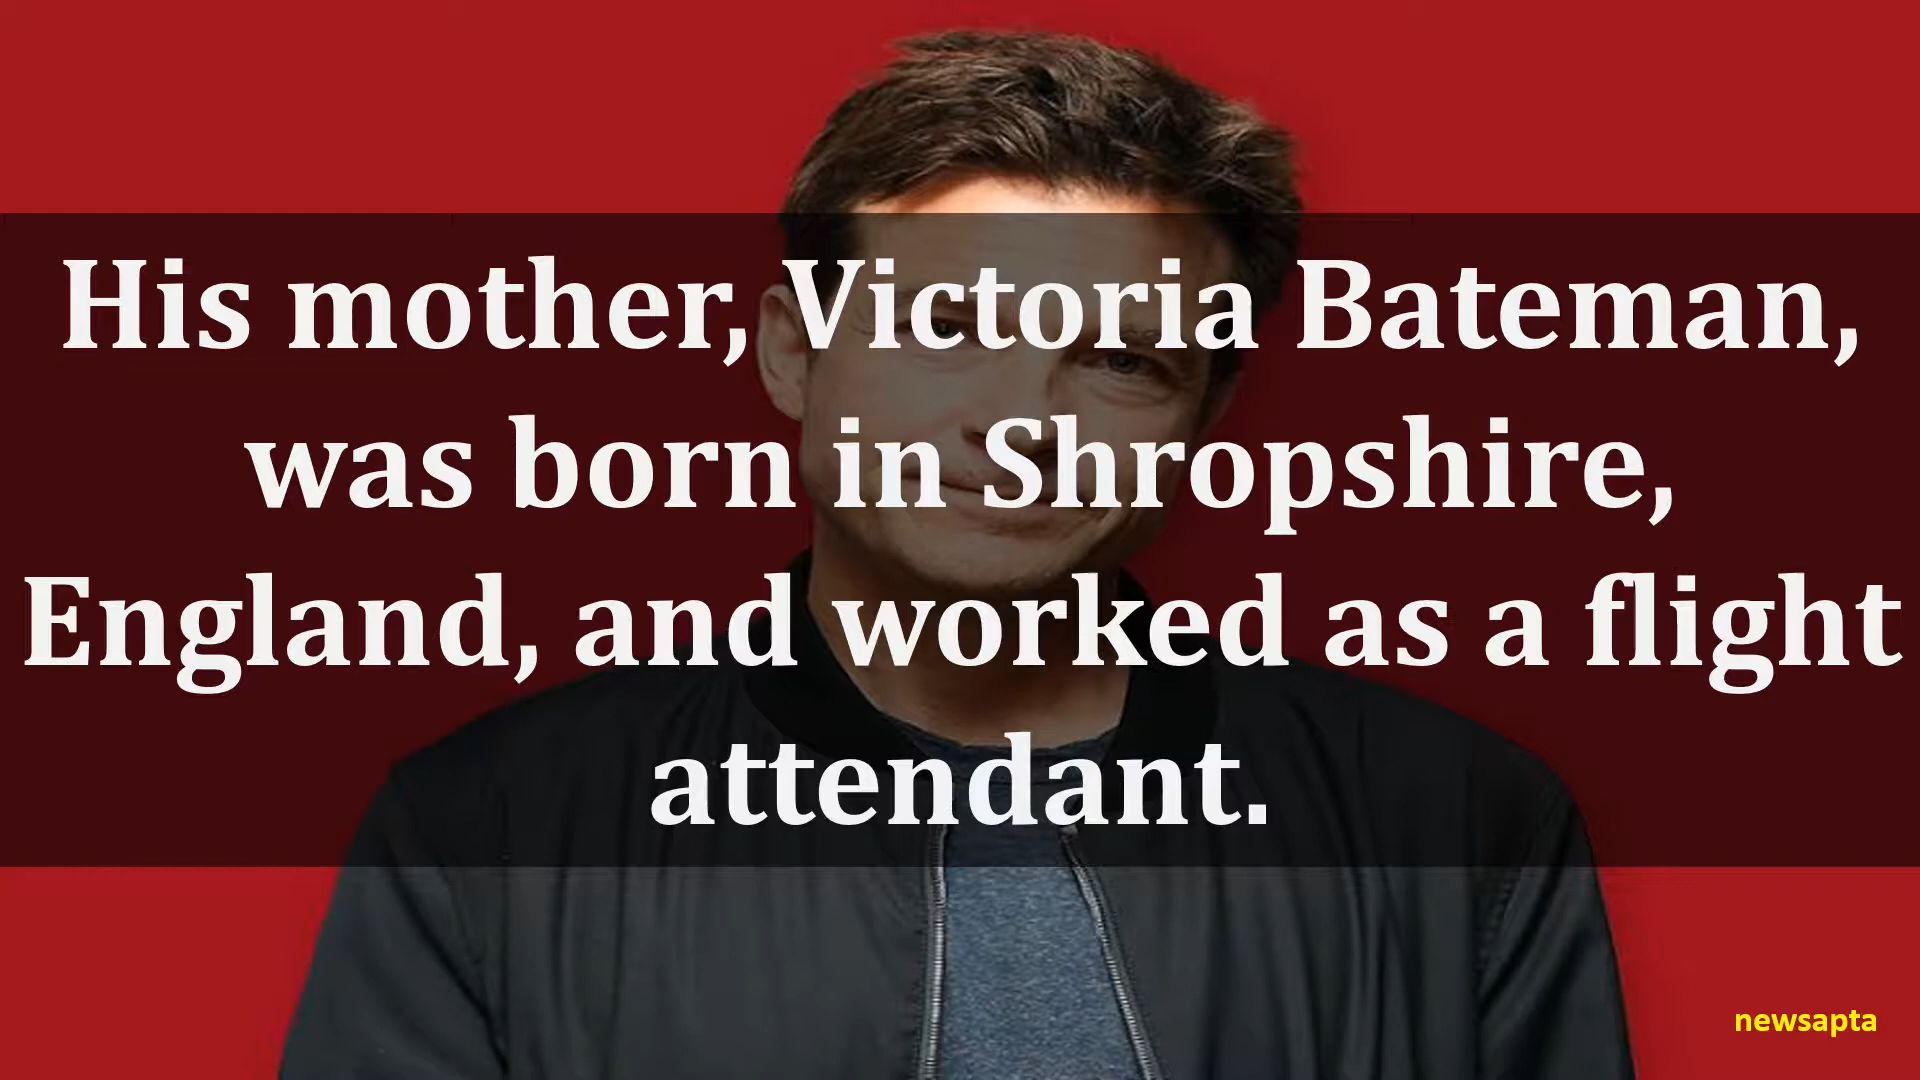 His mother, Victoria Bateman,
was born in Shropshire,
England, and worked as a flight
attendant.
newsapta